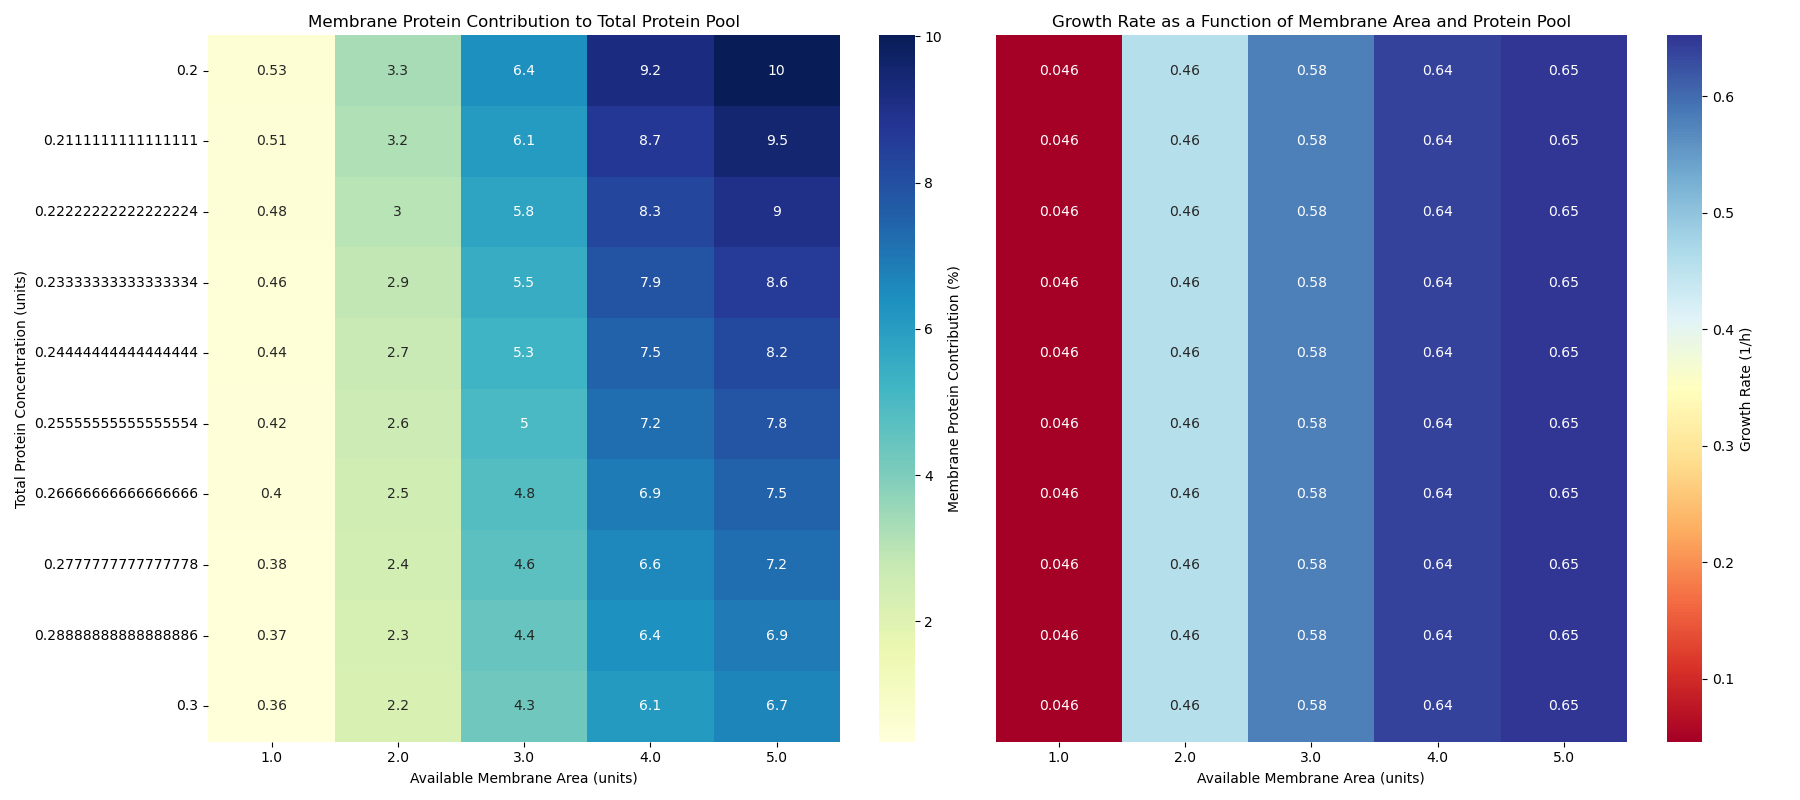 Membrane Protein Contribution to Total Protein Pool
Growth Rate as a Function of Membrane Area and Protein Pool
Total Protein Concentration (units)
0.2 0.53 3.3 6.4 9.2 10
0.2111111111111111 0.51 3.2 6.1 8.7 9.5
0.22222222222222224 0.48 3 5.8 8.3 9
0.23333333333333334 0.46 2.9 5.5 7.9 8.6
0.24444444444444444 0.44 2.7 5.3 7.5 8.2
0.25555555555555554 0.42 2.6 5 7.2 7.8
0.26666666666666666 0.4 2.5 4.8 6.9 7.5
0.2777777777777778 0.38 2.4 4.6 6.6 7.2
0.28888888888888886 0.37 2.3 4.4 6.4 6.9
0.3 0.36 2.2 4.3 6.1 6.7
1.0 2.0 3.0 4.0 5.0
Available Membrane Area (units)
10
8
6
4
2
Membrane Protein Contribution (%)
0.046 0.46 0.58 0.64 0.65
0.046 0.46 0.58 0.64 0.65
0.046 0.46 0.58 0.64 0.65
0.046 0.46 0.58 0.64 0.65
0.046 0.46 0.58 0.64 0.65
0.046 0.46 0.58 0.64 0.65
0.046 0.46 0.58 0.64 0.65
0.046 0.46 0.58 0.64 0.65
0.046 0.46 0.58 0.64 0.65
0.046 0.46 0.58 0.64 0.65
1.0 2.0 3.0 4.0 5.0
Available Membrane Area (units)
0.6
0.5
0.4
0.3
0.2
0.1
Growth Rate (1/h)